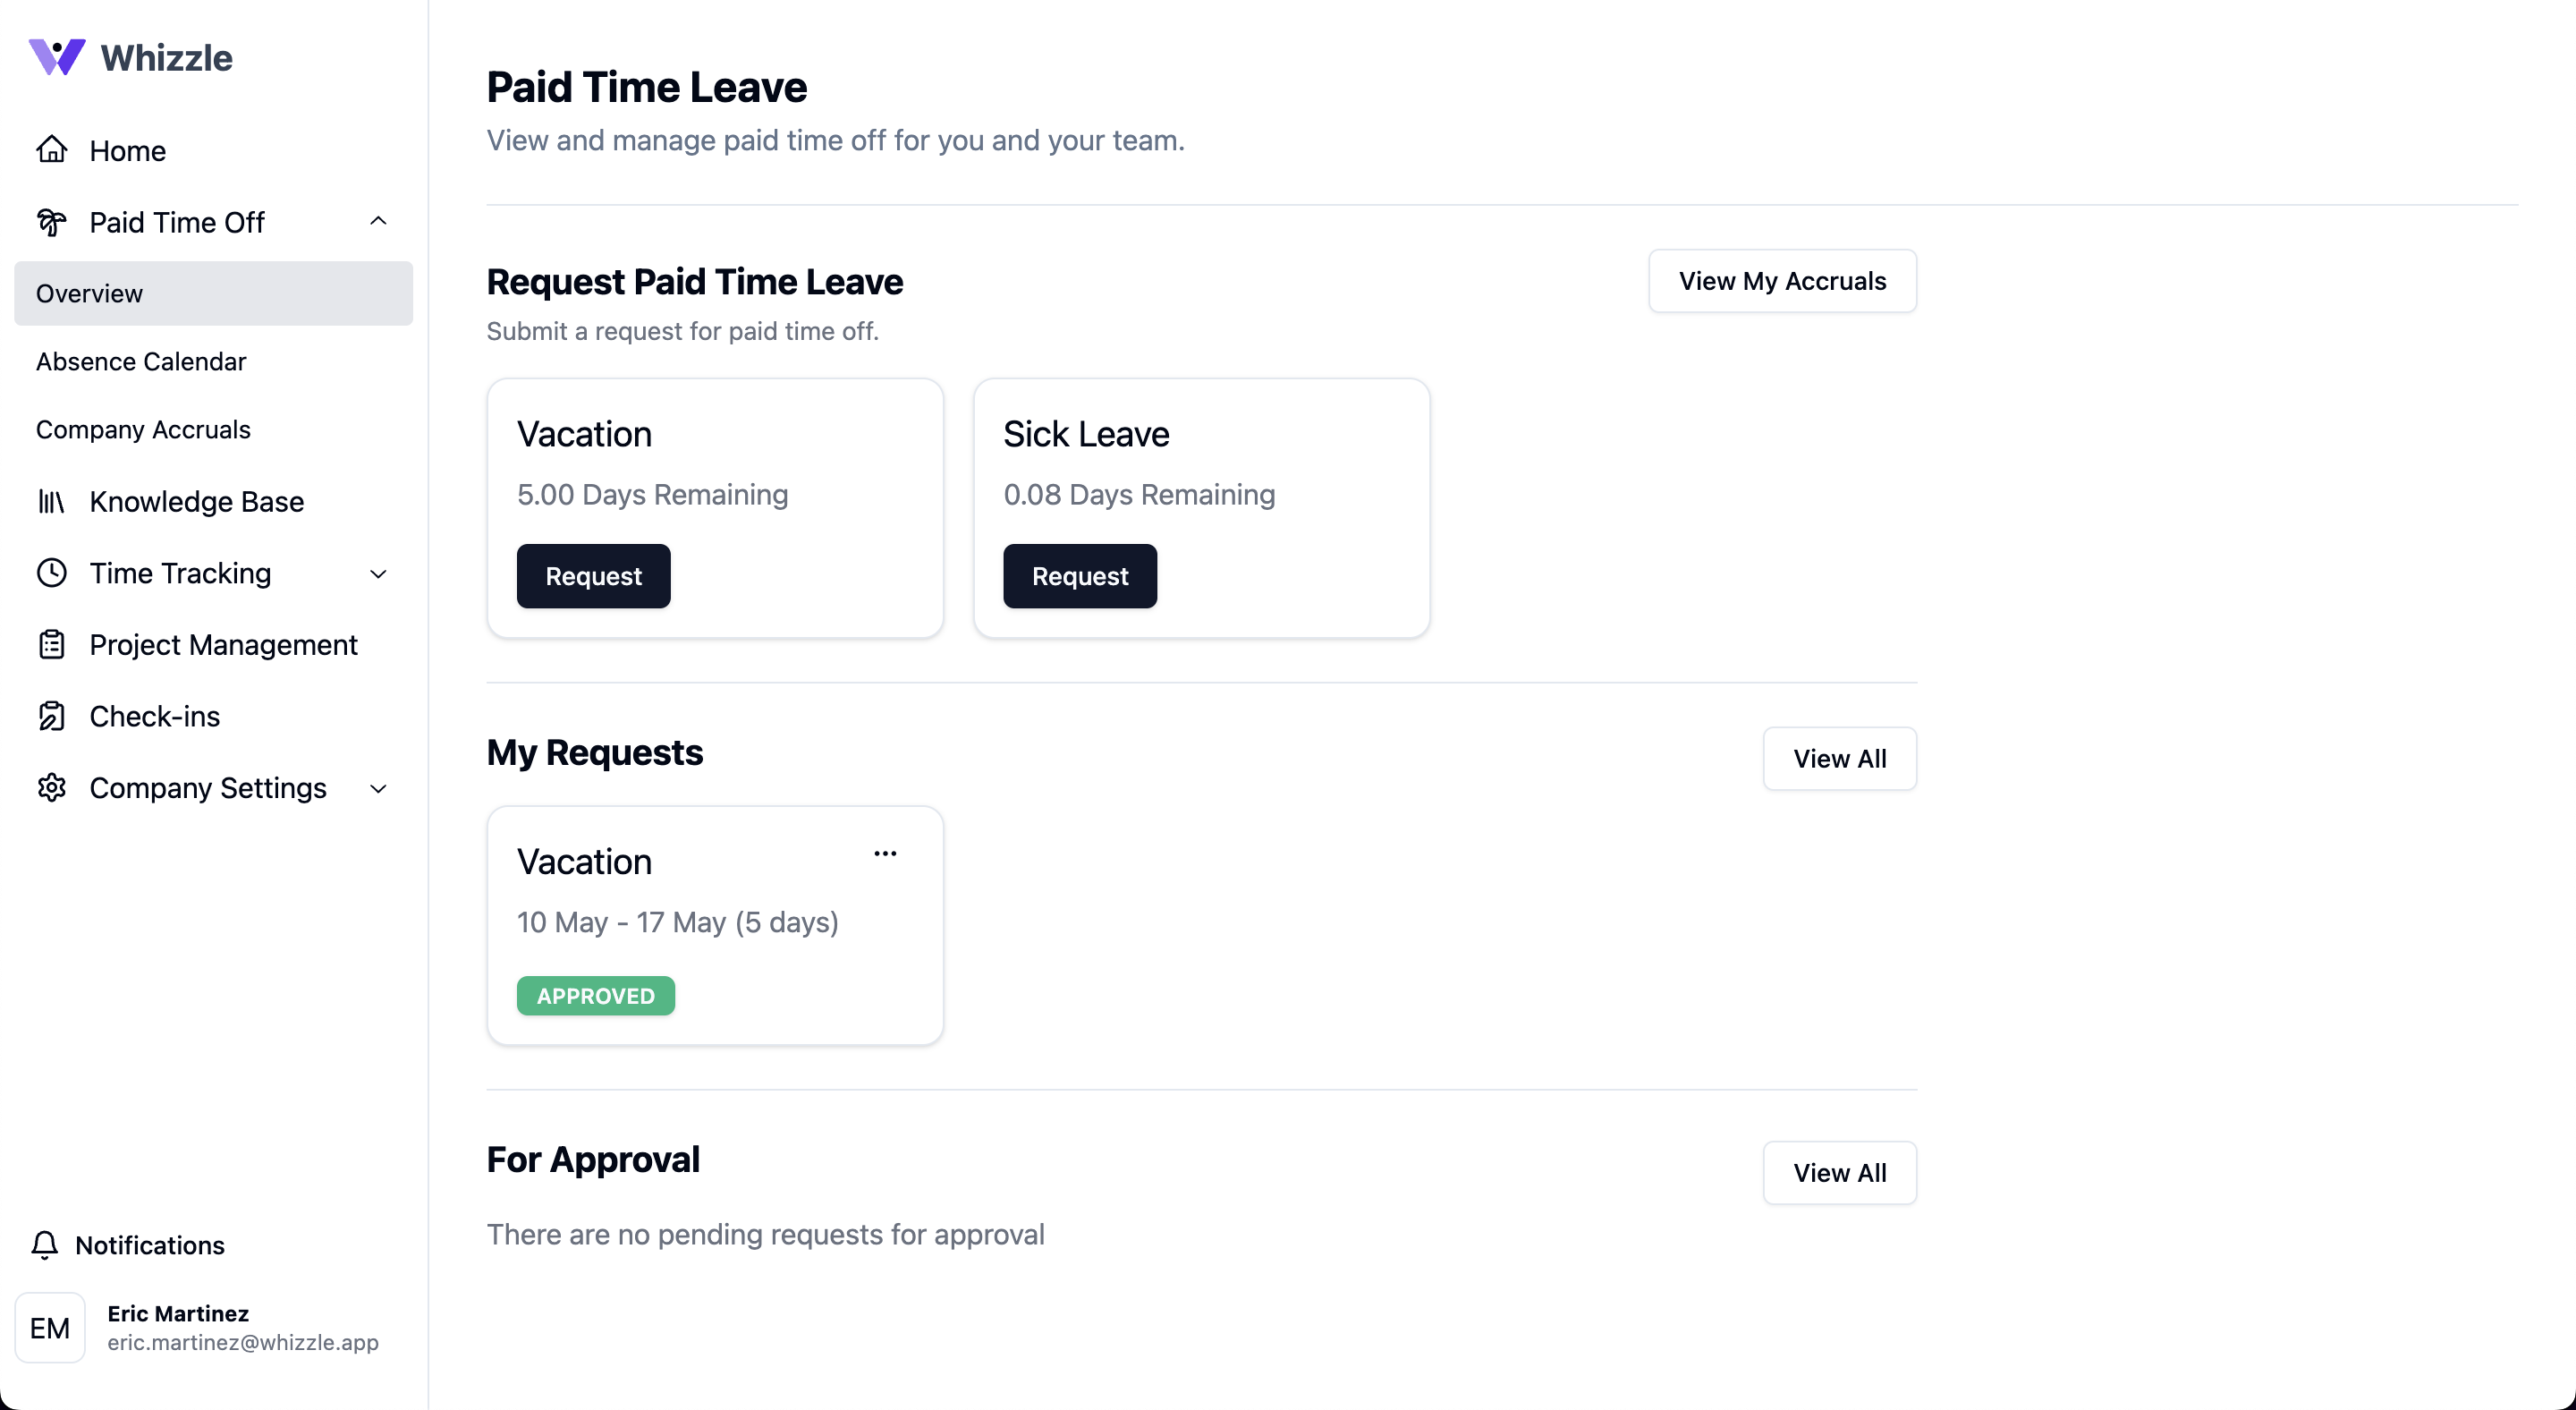 Whizzle
Home
Paid Time Off
Overview
Absence Calendar
Company Accruals
Knowledge Base
Time Tracking
Project Management
Check-ins
Company Settings
Notifications
EM
Eric Martinez
eric.martinez@whizzle.app
Paid Time Leave
View and manage paid time off for you and your team.
Request Paid Time Leave
View My Accruals
Submit a request for paid time off.
Vacation
5.00 Days Remaining
Request
Sick Leave
0.08 Days Remaining
Request
My Requests
View All
Vacation
10 May - 17 May (5 days)
APPROVED
For Approval
View All
There are no pending requests for approval